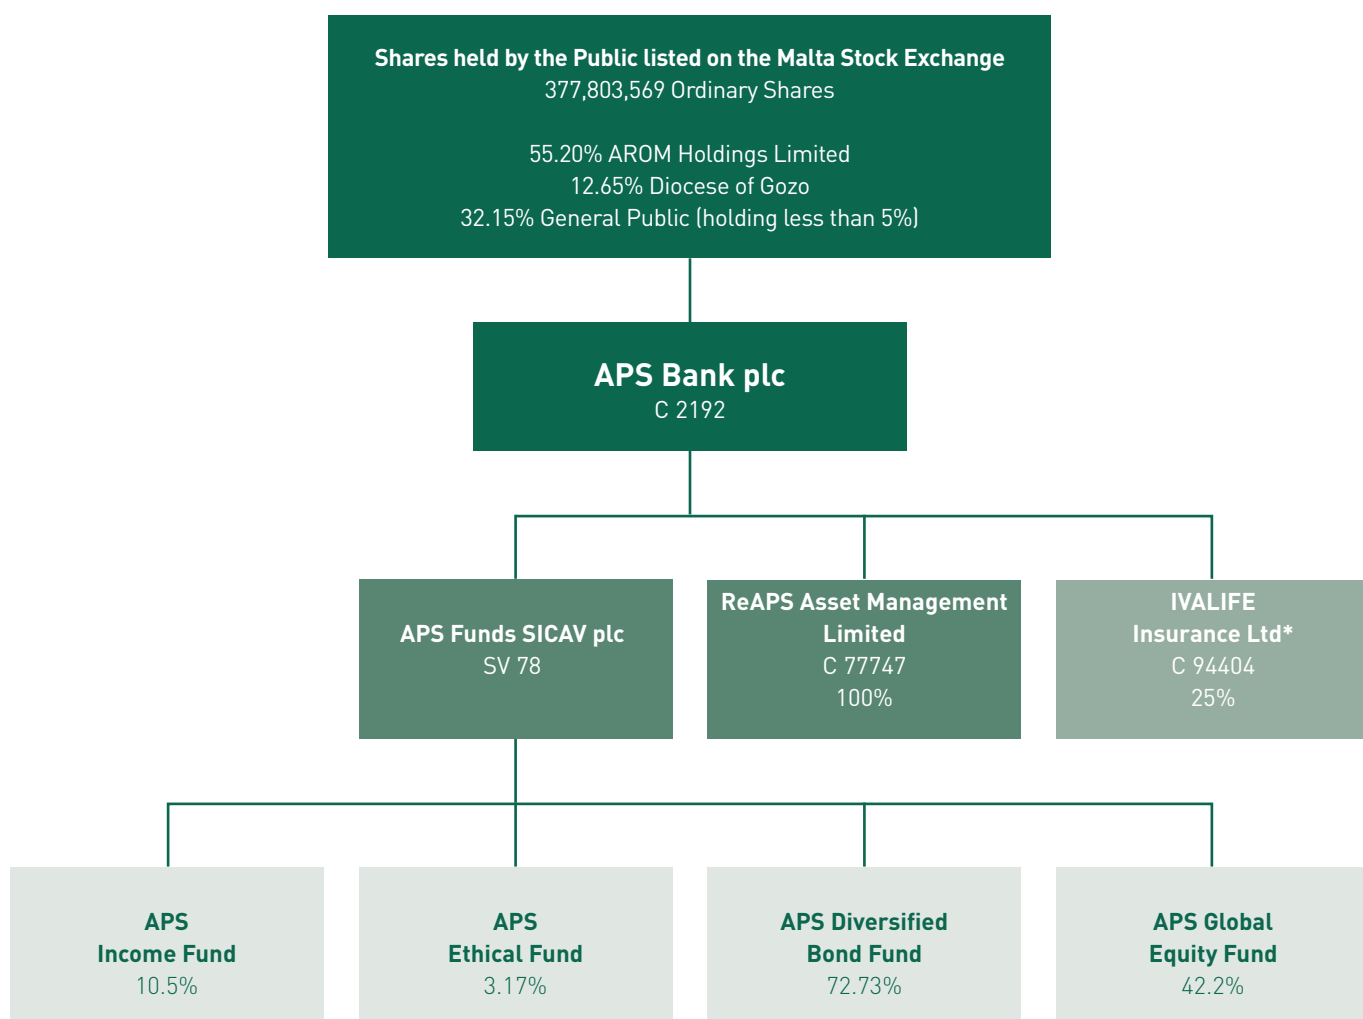 Shares held by the Public listed on the Malta Stock Exchange
377,803,569 Ordinary Shares
55.20% AROM Holdings Limited
12.65% Diocese of Gozo
32.15% General Public (holding less than 5%)
APS Bank plc
C 2192
APS Funds SICAV plc
SV 78
ReAPS Asset Management
Limited
C 77747
100%
IVALIFE
Insurance Ltd*
C 94404
25%
APS
Income Fund
10.5%
APS
Ethical Fund
3.17%
APS Diversified
Bond Fund
72.73%
APS Global
Equity Fund
42.2%